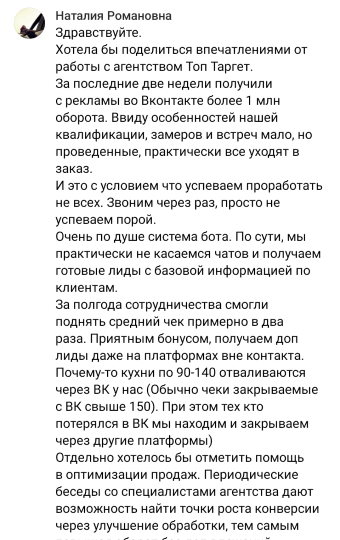 Наталия Романовна
Здравствуйте.
Хотела бы поделиться впечатлениями от
работы с агентством Топ Таргет.
За последние две недели получили
с рекламы во Вконтакте более 1 млн
оборота. Ввиду особенностей нашей
квалификации, замеров и встреч мало, но
проведенные, практически все уходят в
заказ.
И это с условием что успеваем проработать
не всех. Звоним через раз, просто не
успеваем порой.
Очень по душе система бота. По сути, мы
практически не касаемся чатов и получаем
готовые лиды с базовой информацией по
клиентам.
За полгода сотрудничества смогли
поднять средний чек примерно в два
раза. Приятным бонусом, получаем доп
лиды даже на платформах вне контакта.
Почему-то кухни по 90-140 отваливаются
через ВК у нас (Обычно чеки закрываемые
с ВК свыше 150). При этом тех кто
потерялся в ВК мы находим и закрываем
через другие платформы)
Отдельно хотелось бы отметить помощь
в оптимизации продаж. Периодические
беседы со специалистами агентства дают
возможность найти точки роста конверсии
через улучшение обработки, тем самым